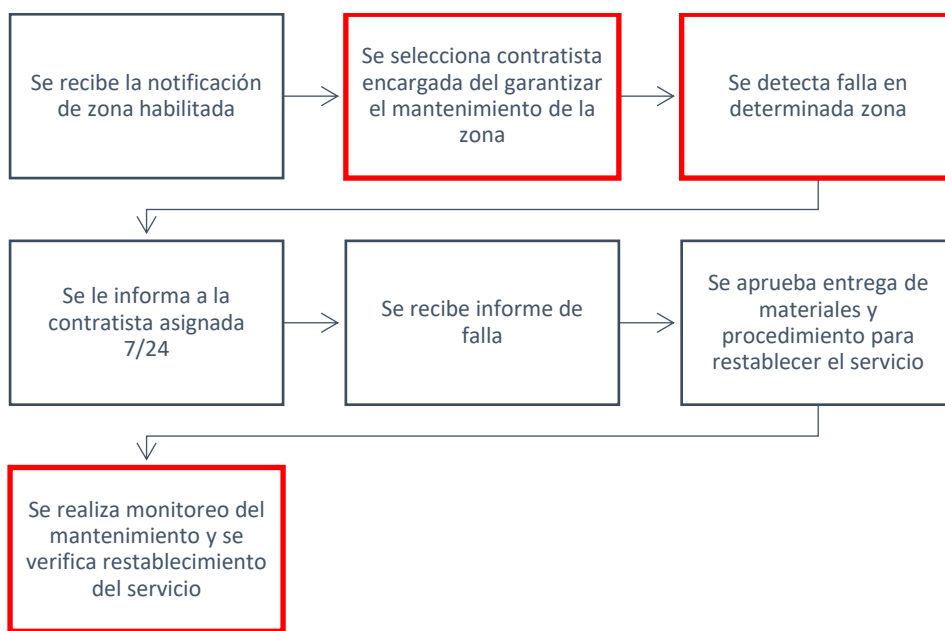 Se recibe la notificación
de zona habilitada
Se selecciona contratista
encargada del garantizar
el mantenimiento de la
zona
Se detecta falla en
determinada zona
Se le informa a la
contratista asignada
7/24
Se recibe informe de
falla
Se aprueba entrega de
materiales y
procedimiento para
restablecer el servicio
Se realiza monitoreo del
mantenimiento y se
verifica restablecimiento
del servicio